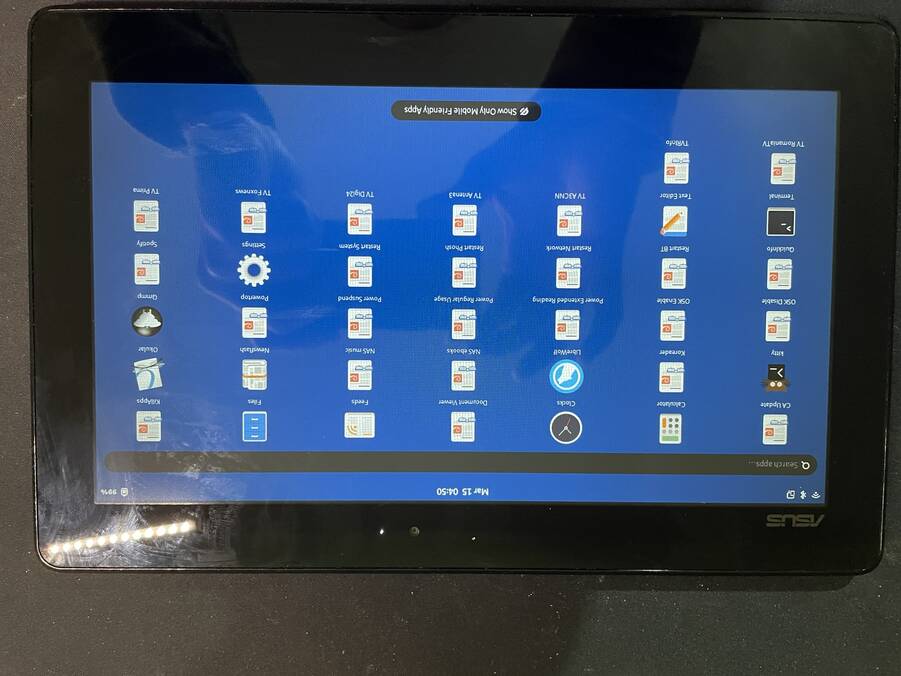 ASUS
Mar 15 04:50
99%
Search apps...
CA Update
Calculator
Clocks
Document Viewer
Feeds
Files
KillApps
kitty
Koreader
LibreWolf
NAS ebooks
NAS music
Newsflash
Okular
OSK Disable
OSK Enable
Power Extended Reading
Power Regular Usage
Power Suspend
Powertop
Qmmp
QuickInfo
Restart BT
Restart Network
Restart Phosh
Restart System
Settings
Spotify
Terminal
Text Editor
TV A3CNN
TV Antena3
TV Digi24
TV Foxnews
TV Prima
TV RomaniaTV
TVRInfo
Show Only Mobile Friendly Apps